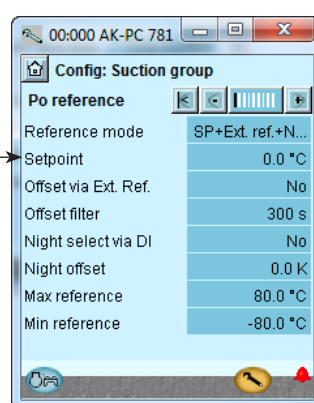 00:000 AK-PC 781
Config: Suction group
Po reference
Reference mode SP+Ext. ref.+N...
Setpoint 0.0 °C
Offset via Ext. Ref. No
Offset filter 300 s
Night select via DI No
Night offset 0.0 K
Max reference 80.0 °C
Min reference -80.0 °C